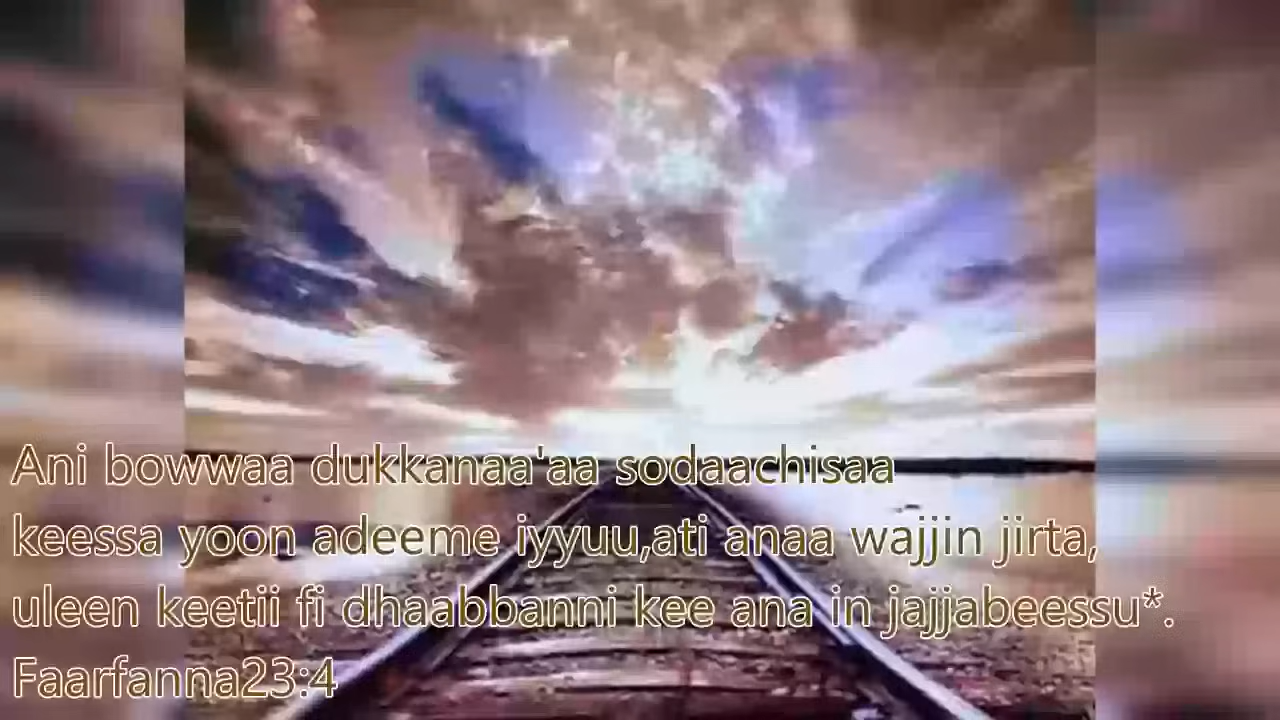 Ani bowwaa dukkanaa'aa sodaachisaa
keessa yoon adeeme iyyuu,ati anaa wajjin jirta,
uleen keetii fi dhaabbanni kee ana in jajjabeessu*.
Faarfanna23:4